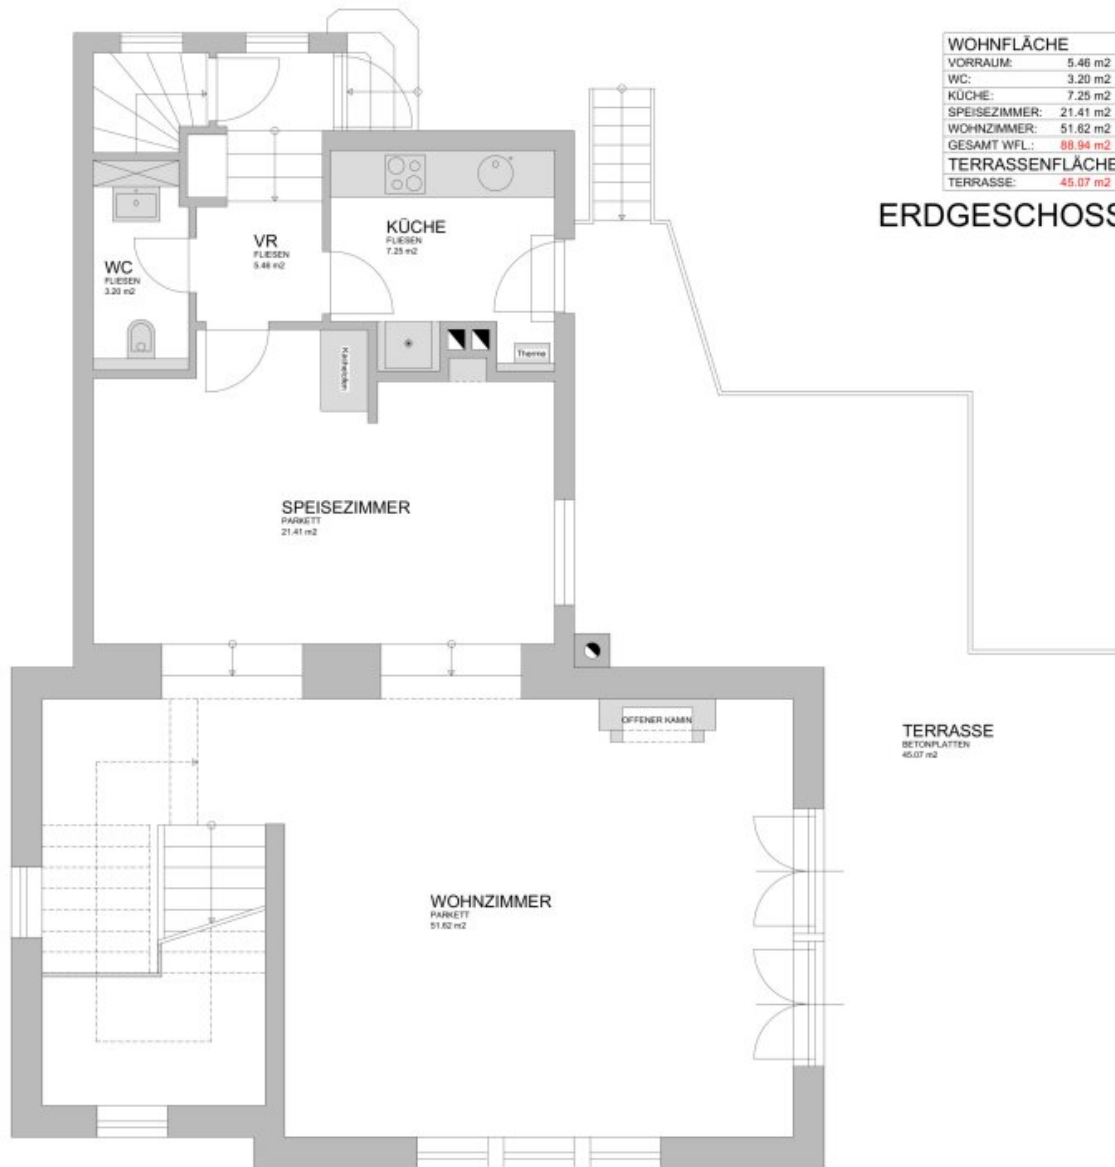 WOHNFLÄCHE
VORRAUM: 5.46 m2
WC: 3.20 m2
KÜCHE: 7.25 m2
SPEISEZIMMER: 21.41 m2
WOHNZIMMER: 51.62 m2
GESAMT WFL.: 88.94 m2
TERRASSENFLÄCHE
TERRASSE: 45.07 m2
ERDGESCHOSS
KÜCHE
FLIESEN
7.25 m2
VR
FLIESEN
5.46 m2
WC
FLIESEN
3.20 m2
Therme
Kachelofen
SPEISEZIMMER
PARKETT
21.41 m2
OFFENER KAMIN
TERRASSE
BETONPLATTEN
45.07 m2
WOHNZIMMER
PARKETT
51.62 m2